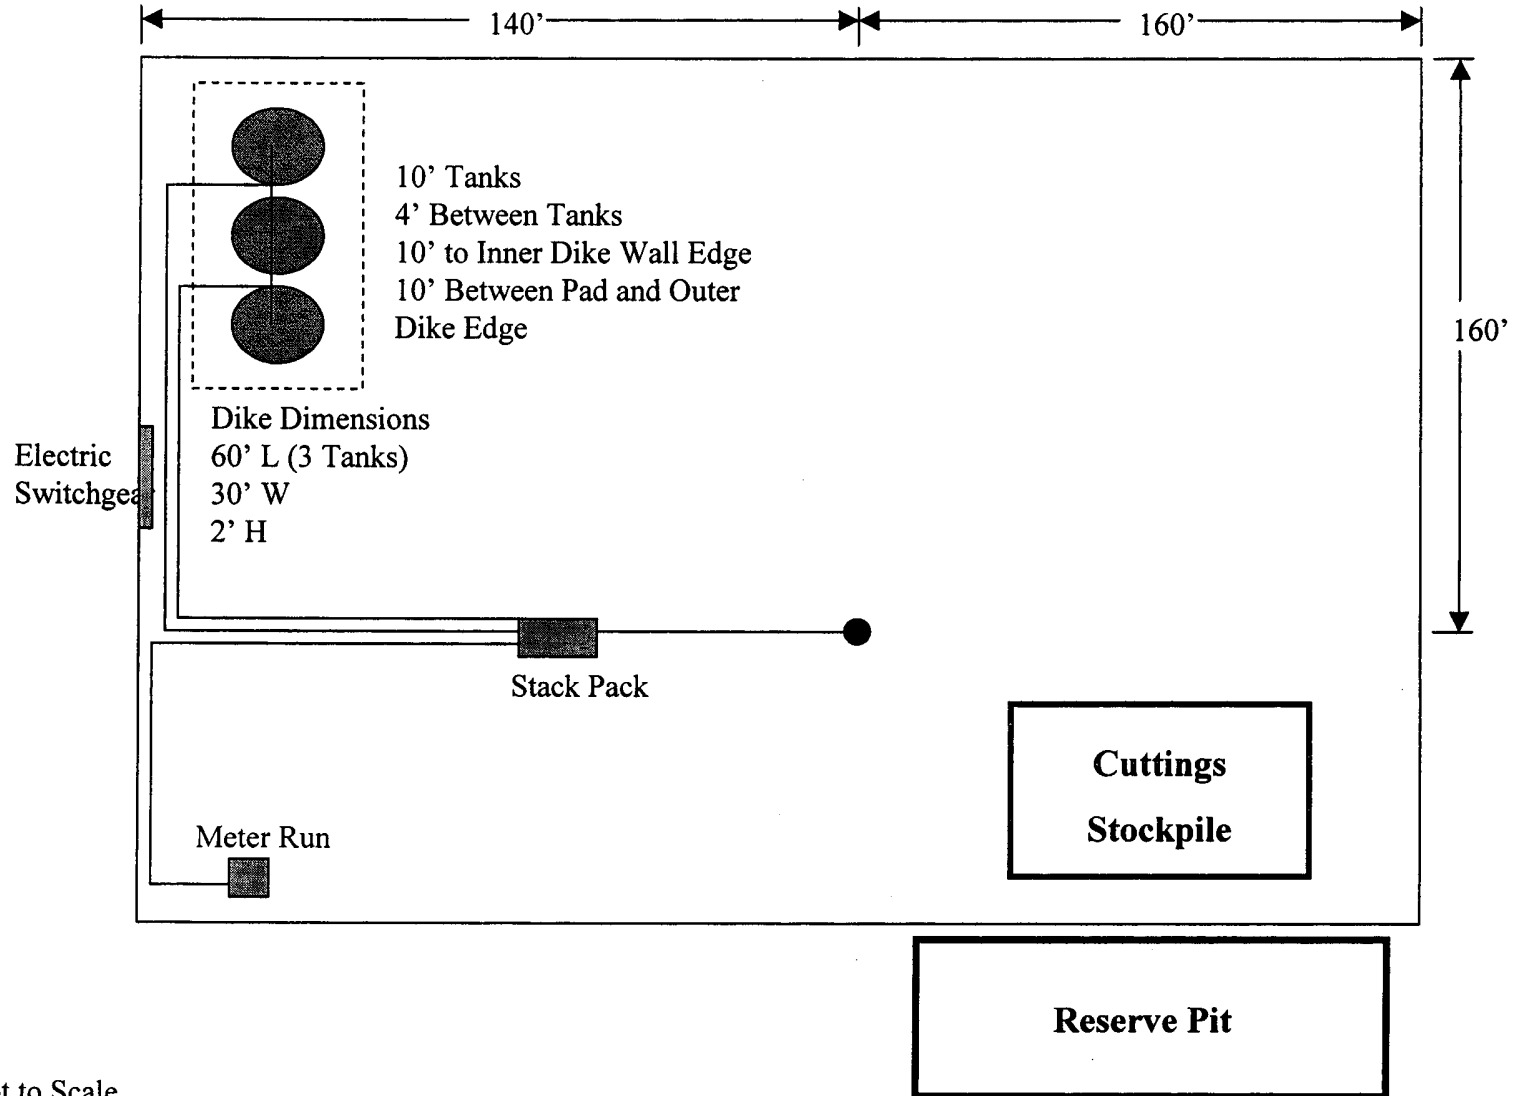 140’
160’
10’ Tanks
4’ Between Tanks
10’ to Inner Dike Wall Edge
10’ Between Pad and Outer
Dike Edge
160’
Dike Dimensions
60’ L (3 Tanks)
30’ W
2’ H
Electric
Switchgear
Stack Pack
Cuttings
Stockpile
Meter Run
Reserve Pit
to Scale